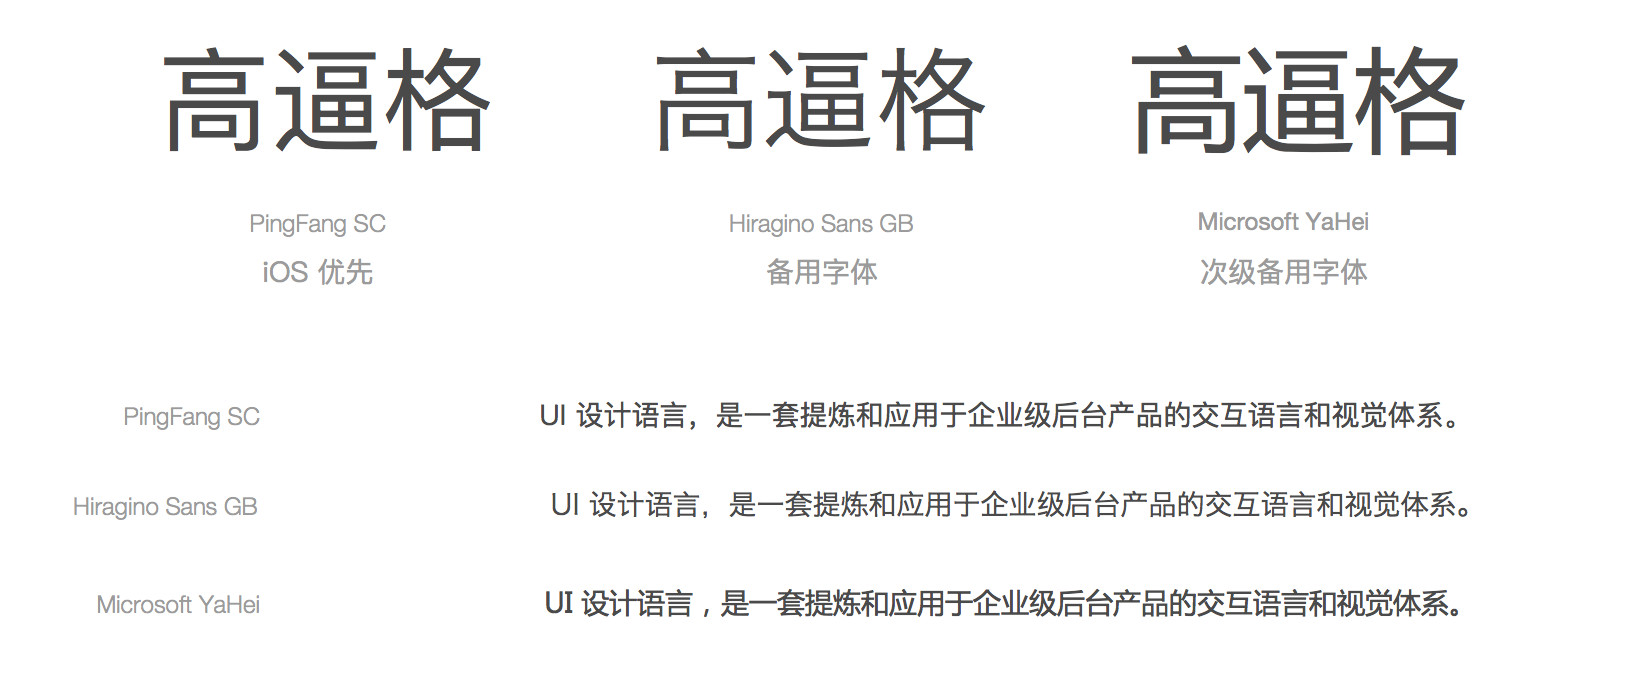 高逼格 高逼格 高逼格
PingFang SC Hiragino Sans GB Microsoft YaHei
iOS 优先 备用字体 次级备用字体
PingFang SC UI 设计语言，是一套提炼和应用于企业级后台产品的交互语言和视觉体系。
Hiragino Sans GB UI 设计语言，是一套提炼和应用于企业级后台产品的交互语言和视觉体系。
Microsoft YaHei UI 设计语言，是一套提炼和应用于企业级后台产品的交互语言和视觉体系。